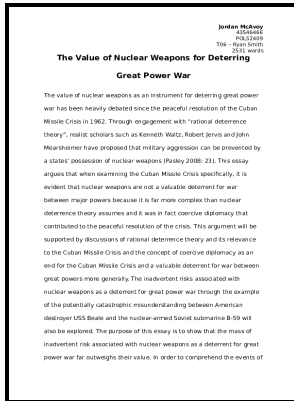 Jordan McAvoy
43546466
POLS2409
T06 – Ryan Smith
2531 words
The Value of Nuclear Weapons for Deterring
Great Power War
The value of nuclear weapons as an instrument for deterring great power
war has been heavily debated since the peaceful resolution of the Cuban
Missile Crisis in 1962. Through engagement with "rational deterrence
theory", realist scholars such as Kenneth Waltz, Robert Jervis and John
Mearsheimer have proposed that military aggression can be prevented by
a states' possession of nuclear weapons (Pasley 2008: 23). This essay
argues that when examining the Cuban Missile Crisis specifically, it is
evident that nuclear weapons are not a valuable deterrent for war
between major powers because it is far more complex than nuclear
deterrence theory assumes and it was in fact coercive diplomacy that
contributed to the peaceful resolution of the crisis. This argument will be
supported by discussions of rational deterrence theory and its relevance
to the Cuban Missile Crisis and the concept of coercive diplomacy as an
end for the Cuban Missile Crisis and a valuable deterrent for war between
great powers more generally. The inadvertent risks associated with
nuclear weapons as a deterrent for great power war through the example
of the potentially catastrophic misunderstanding between American
destroyer USS Beale and the nuclear-armed Soviet submarine B-59 will
also be explored. The purpose of this essay is to show that the mass of
inadvertent risk associated with nuclear weapons as a deterrent for great
power war far outweighs their value. In order to comprehend the events of